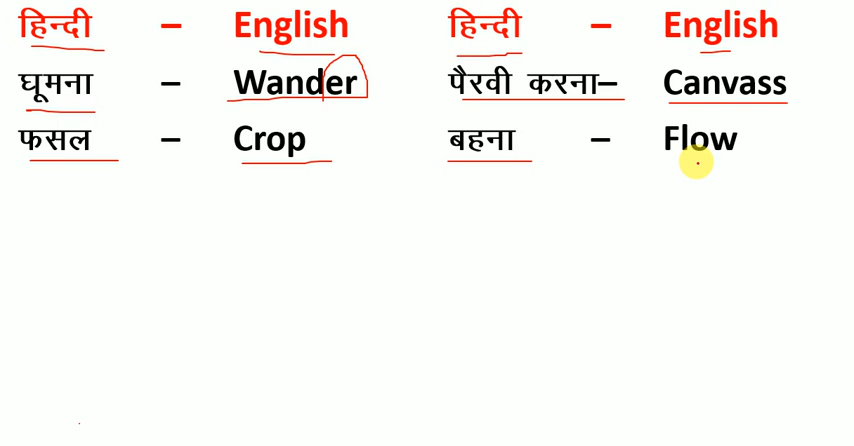 हिन्दी – English हिन्दी – English
घूमना – Wander पैरवी करना– Canvass
फसल – Crop बहना – Flow